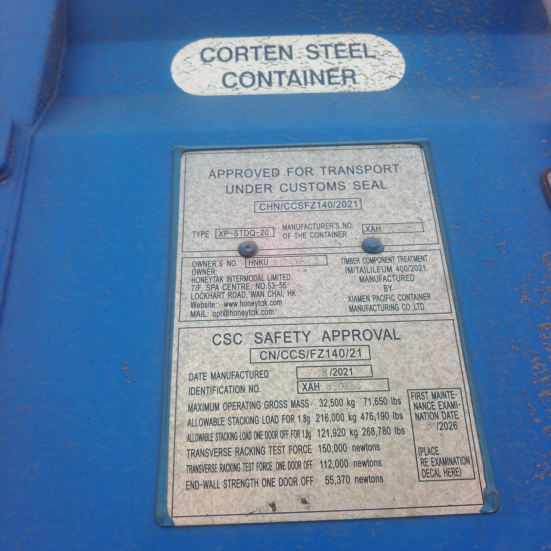 CORTEN STEEL
CONTAINER
APPROVED FOR TRANSPORT
UNDER CUSTOMS SEAL
CHN/CCSFZ140/2021
TYPE XP-STDQ-20 MANUFACTURER'S NO. OF THE CONTAINER XAH
OWNER'S NO. HNKU
OWNER:
HONEYTAK INTERMODAL LIMITED.
7/F, SPA CENTRE, NO.53-55
LOCKHART ROAD, WAN CHAI, HK
Website: www.honeytak.com
MAIL: opt@honeytak.com
TIMBER COMPONENT TREATMENT
IM/TAILILEUM 400/2021
MANUFACTURED
BY
XIAMEN PACIFIC CONTAINER
MANUFACTURING CO.,LTD
CSC SAFETY APPROVAL
CN/CCS/FZ140/21
DATE MANUFACTURED /2021
IDENTIFICATION NO. XAH
MAXIMUM OPERATING GROSS MASS 32,500 kg 71,650 lbs
ALLOWABLE STACKING LOAD FOR 1.8g 216,000 kg 476,190 lbs
ALLOWABLE STACKING LOAD ONE DOOR OFF FOR 1.8g 121,920 kg 268,780 lbs
TRANSVERSE RACKING TEST FORCE 150,000 newtons
TRANSVERSE RACKING TEST FORCE ONE DOOR OFF 112,000 newtons
END-WALL STRENGTH ONE DOOR OFF 55,370 newtons
FIRST MAINTE-
NANCE EXAMI-
NATION DATE
/2026
(PLACE
RE EXAMINATION
DECAL HERE)